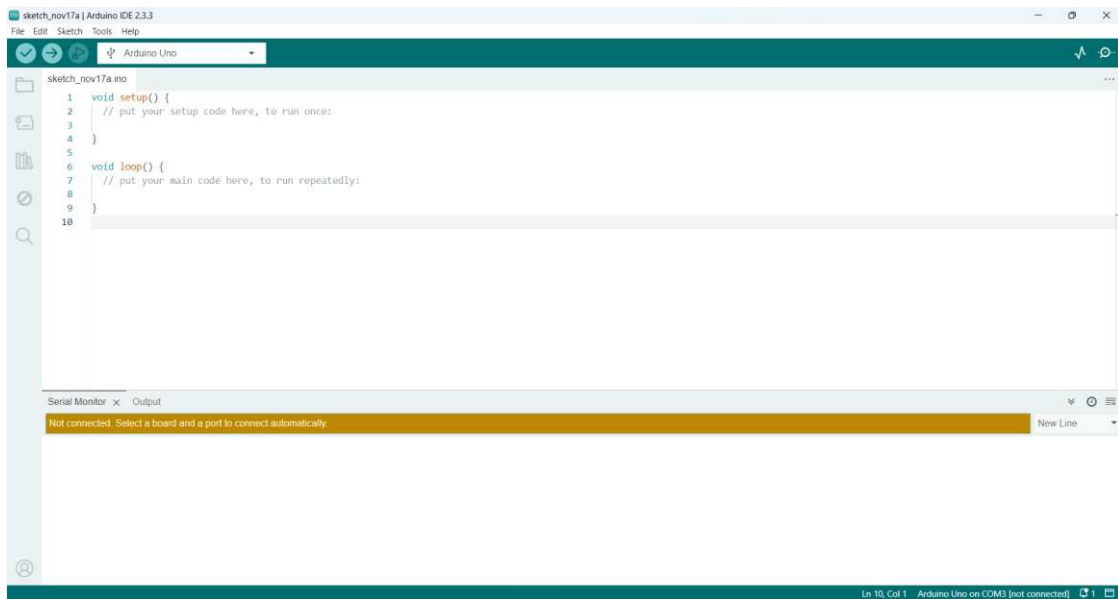 sketch_nov17a | Arduino IDE 2.3.3
File Edit Sketch Tools Help
Arduino Uno
sketch_nov17a.ino
1 void setup() {
2 // put your setup code here, to run once:
3
4 }
5
6 void loop() {
7 // put your main code here, to run repeatedly:
8
9 }
10
Serial Monitor Output
Not connected. Select a board and a port to connect automatically.
New Line
Ln 10, Col 1 Arduino Uno on COM3 [not connected] 1